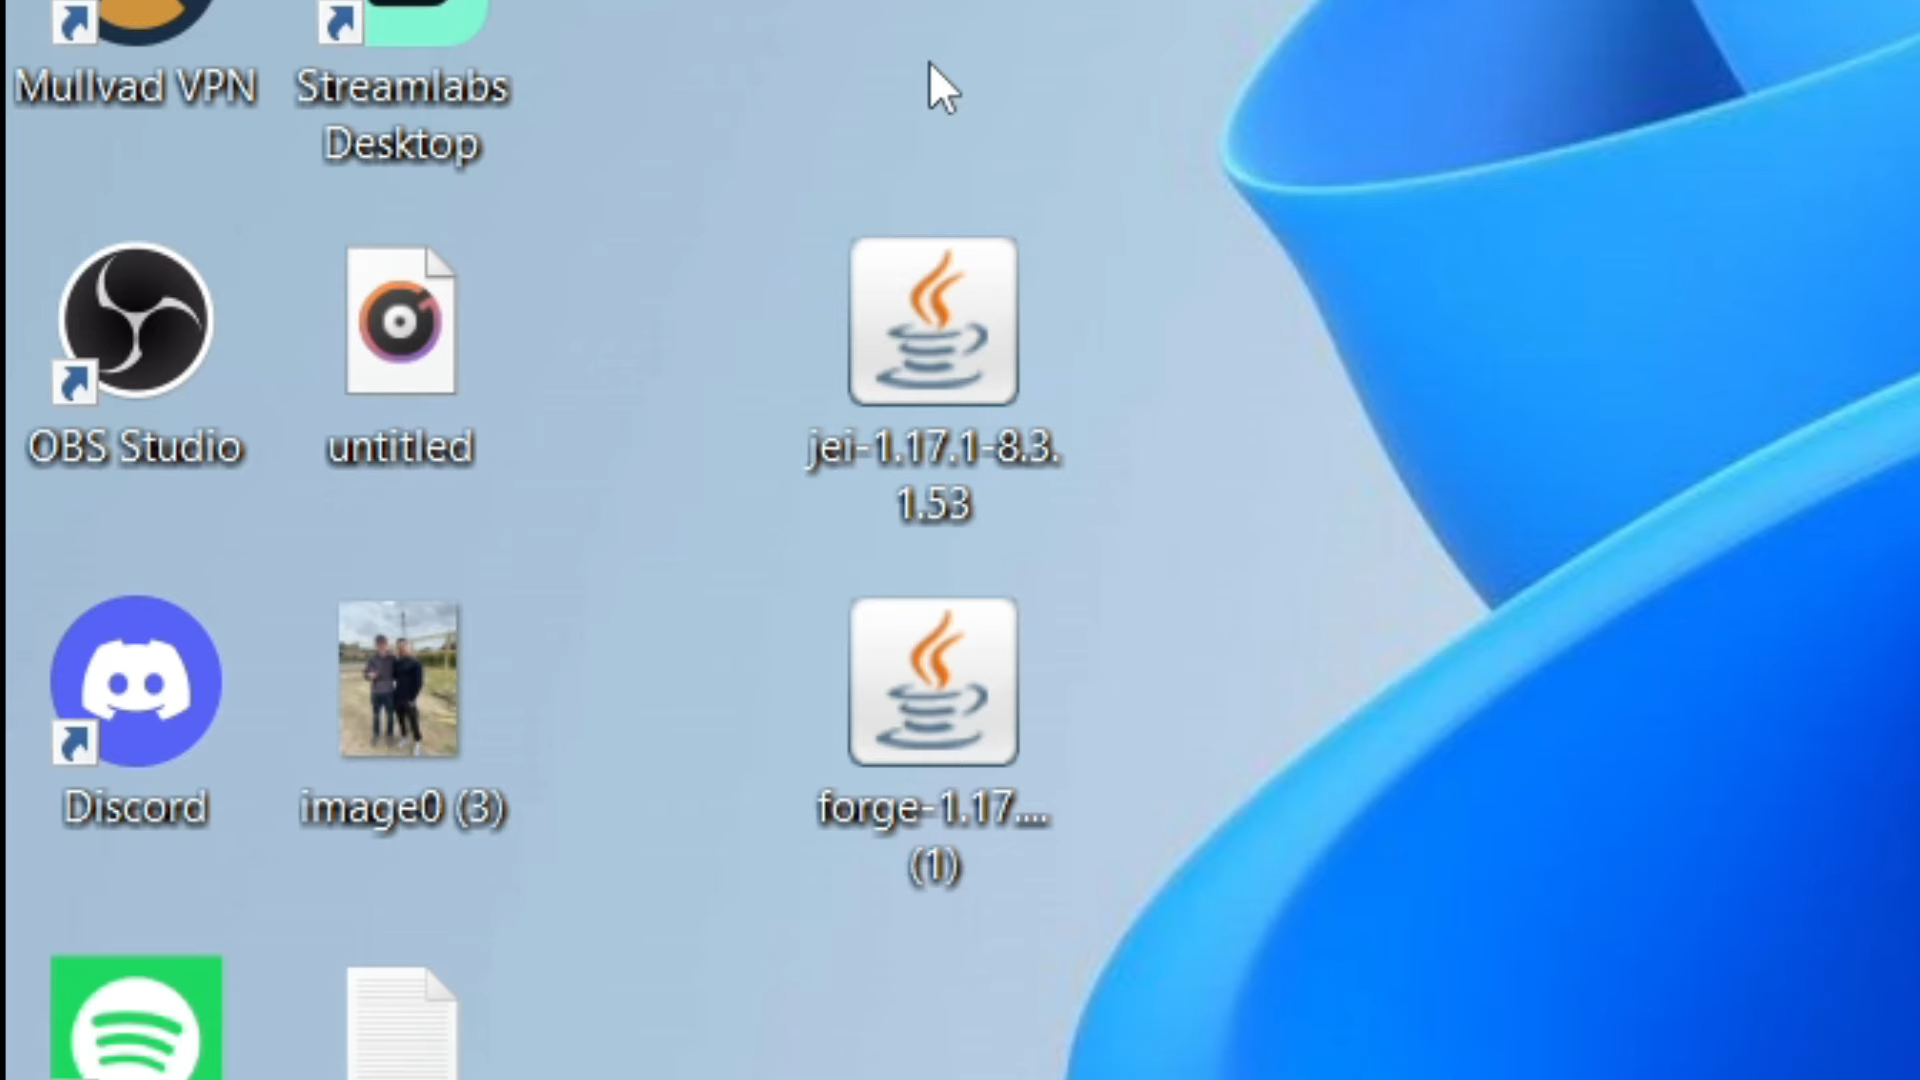 Mullvad VPN
Streamlabs
Desktop
OBS Studio
untitled
jei-1.17.1-8.3.
1.53
Discord
image0 (3)
forge-1.17....
(1)